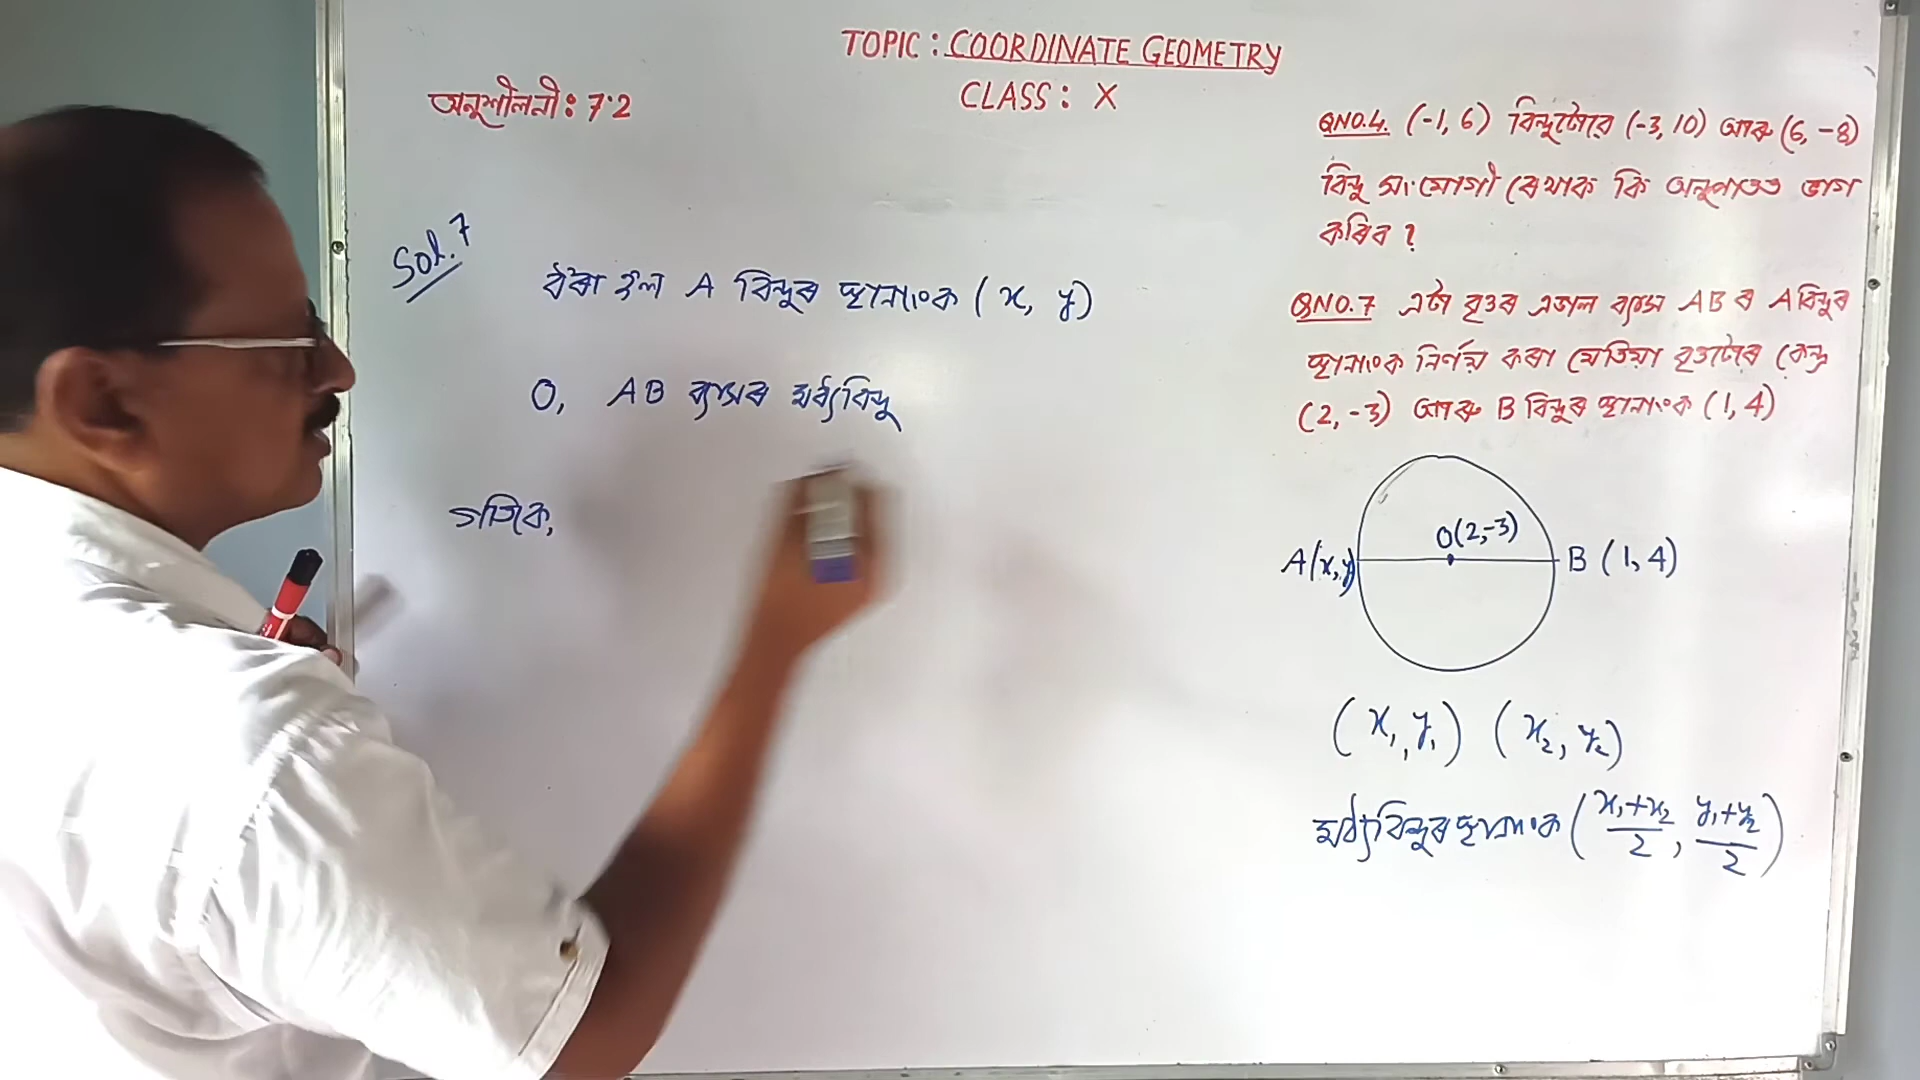 TOPIC : COORDINATE GEOMETRY
CLASS : X
অনুশীলনী: 7.2
QNO.4. (-1, 6) বিন্দুটোৱে (-3, 10) আৰু (6, -8)
বিন্দু সংযোগী ৰেখাক কি অনুপাতত ভাগ
কৰিব ?
QNO.7 এটা বৃত্তৰ এডাল ব্যাস AB ৰ A বিন্দুৰ
স্থানাংক নিৰ্ণয় কৰা যেতিয়া বৃত্তটোৰ কেন্দ্ৰ
(2, -3) আৰু B বিন্দুৰ স্থানাংক (1, 4)
Sol. 7
ধৰা হ'ল A বিন্দুৰ স্থানাংক (x, y)
O, AB ব্যাসৰ মধ্যবিন্দু
গতিকে,
O(2,-3)
A(x,y) B (1, 4)
(x₁, y₁) (x₂, y₂)
মধ্যবিন্দুৰ স্থানাংক (x₁+x₂/2, y₁+y₂/2)